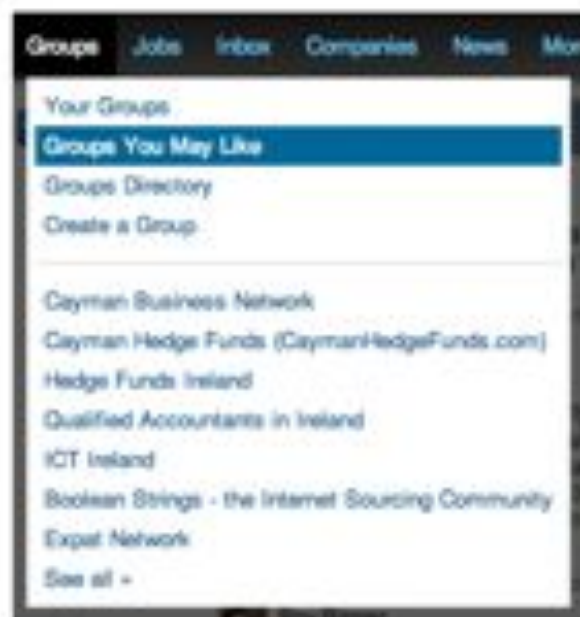 Groups Jobs Inbox Companies News
Your Groups
Groups You May Like
Groups Directory
Create a Group
Cayman Business Network
Cayman Hedge Funds (CaymanHedgeFunds.com)
Hedge Funds Ireland
Qualified Accountants in Ireland
ICT Ireland
Boolean Strings - the Internet Sourcing Community
Expat Network
See all »